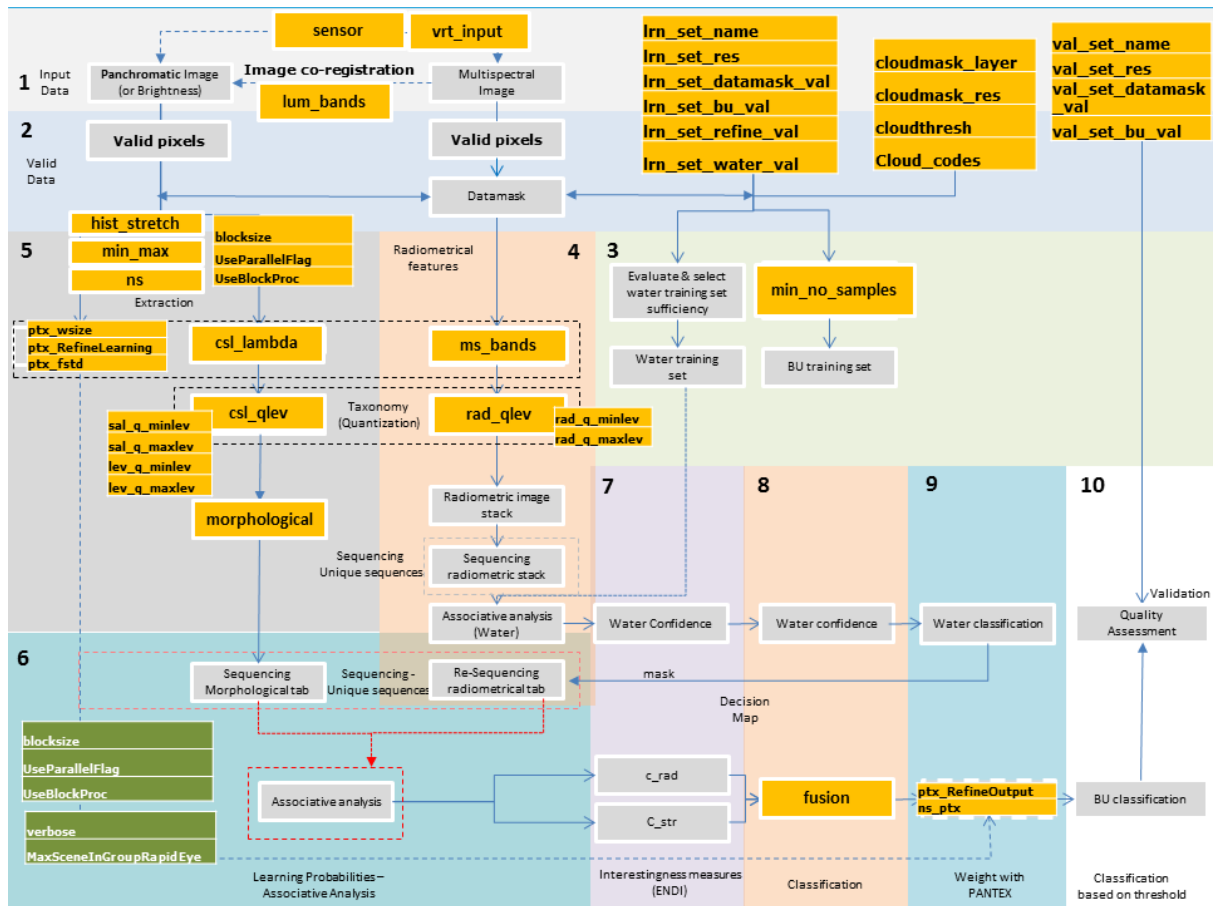 sensor
vrt_input
1
Input
Data
Panchromatic Image
(or Brightness)
Image co-registration
lum_bands
Multispectral
Image
lrn_set_name
lrn_set_res
lrn_set_datamask_val
lrn_set_bu_val
lrn_set_refine_val
lrn_set_water_val
cloudmask_layer
cloudmask_res
cloudthresh
Cloud_codes
val_set_name
val_set_res
val_set_datamask
_val
val_set_bu_val
2
Valid
Data
Valid pixels
Valid pixels
Datamask
5
hist_stretch
min_max
ns
Extraction
blocksize
UseParallelFlag
UseBlockProc
Radiometrical
features
4
3
Evaluate & select
water training set
sufficiency
min_no_samples
ptx_wsize
ptx_RefineLearning
ptx_fstd
csl_lambda
ms_bands
Water training
set
BU training set
csl_qlev
Taxonomy
(Quantization)
rad_qlev
rad_q_minlev
rad_q_maxlev
sal_q_minlev
sal_q_maxlev
lev_q_minlev
lev_q_maxlev
morphological
Radiometric image
stack
Sequencing
Unique sequences
Sequencing
radiometric stack
Associative analysis
(Water)
7
8
9
10
Water Confidence
Water confidence
Water classification
Validation
Quality
Assessment
6
Sequencing
Morphological tab
Sequencing -
Unique sequences
Re-Sequencing
radiometrical tab
mask
Decision
Map
blocksize
UseParallelFlag
UseBlockProc
verbose
MaxSceneInGroupRapidEye
Associative analysis
c_rad
C_str
fusion
ptx_RefineOutput
ns_ptx
BU classification
Learning Probabilities–
Associative Analysis
Interestingness measures
(ENDI)
Classification
Weight with
PANTEX
Classification
based on threshold